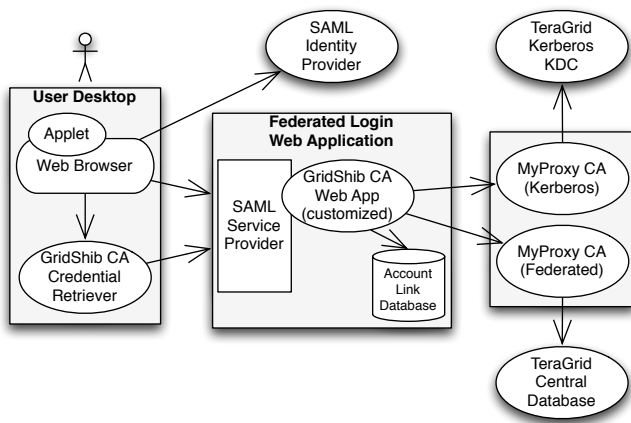 SAML
Identity
Provider
TeraGrid
Kerberos
KDC
User Desktop
Applet
Web Browser
GridShib CA
Credential
Retriever
Federated Login
Web Application
SAML
Service
Provider
GridShib CA
Web App
(customized)
Account
Link
Database
MyProxy CA
(Kerberos)
MyProxy CA
(Federated)
TeraGrid
Central
Database